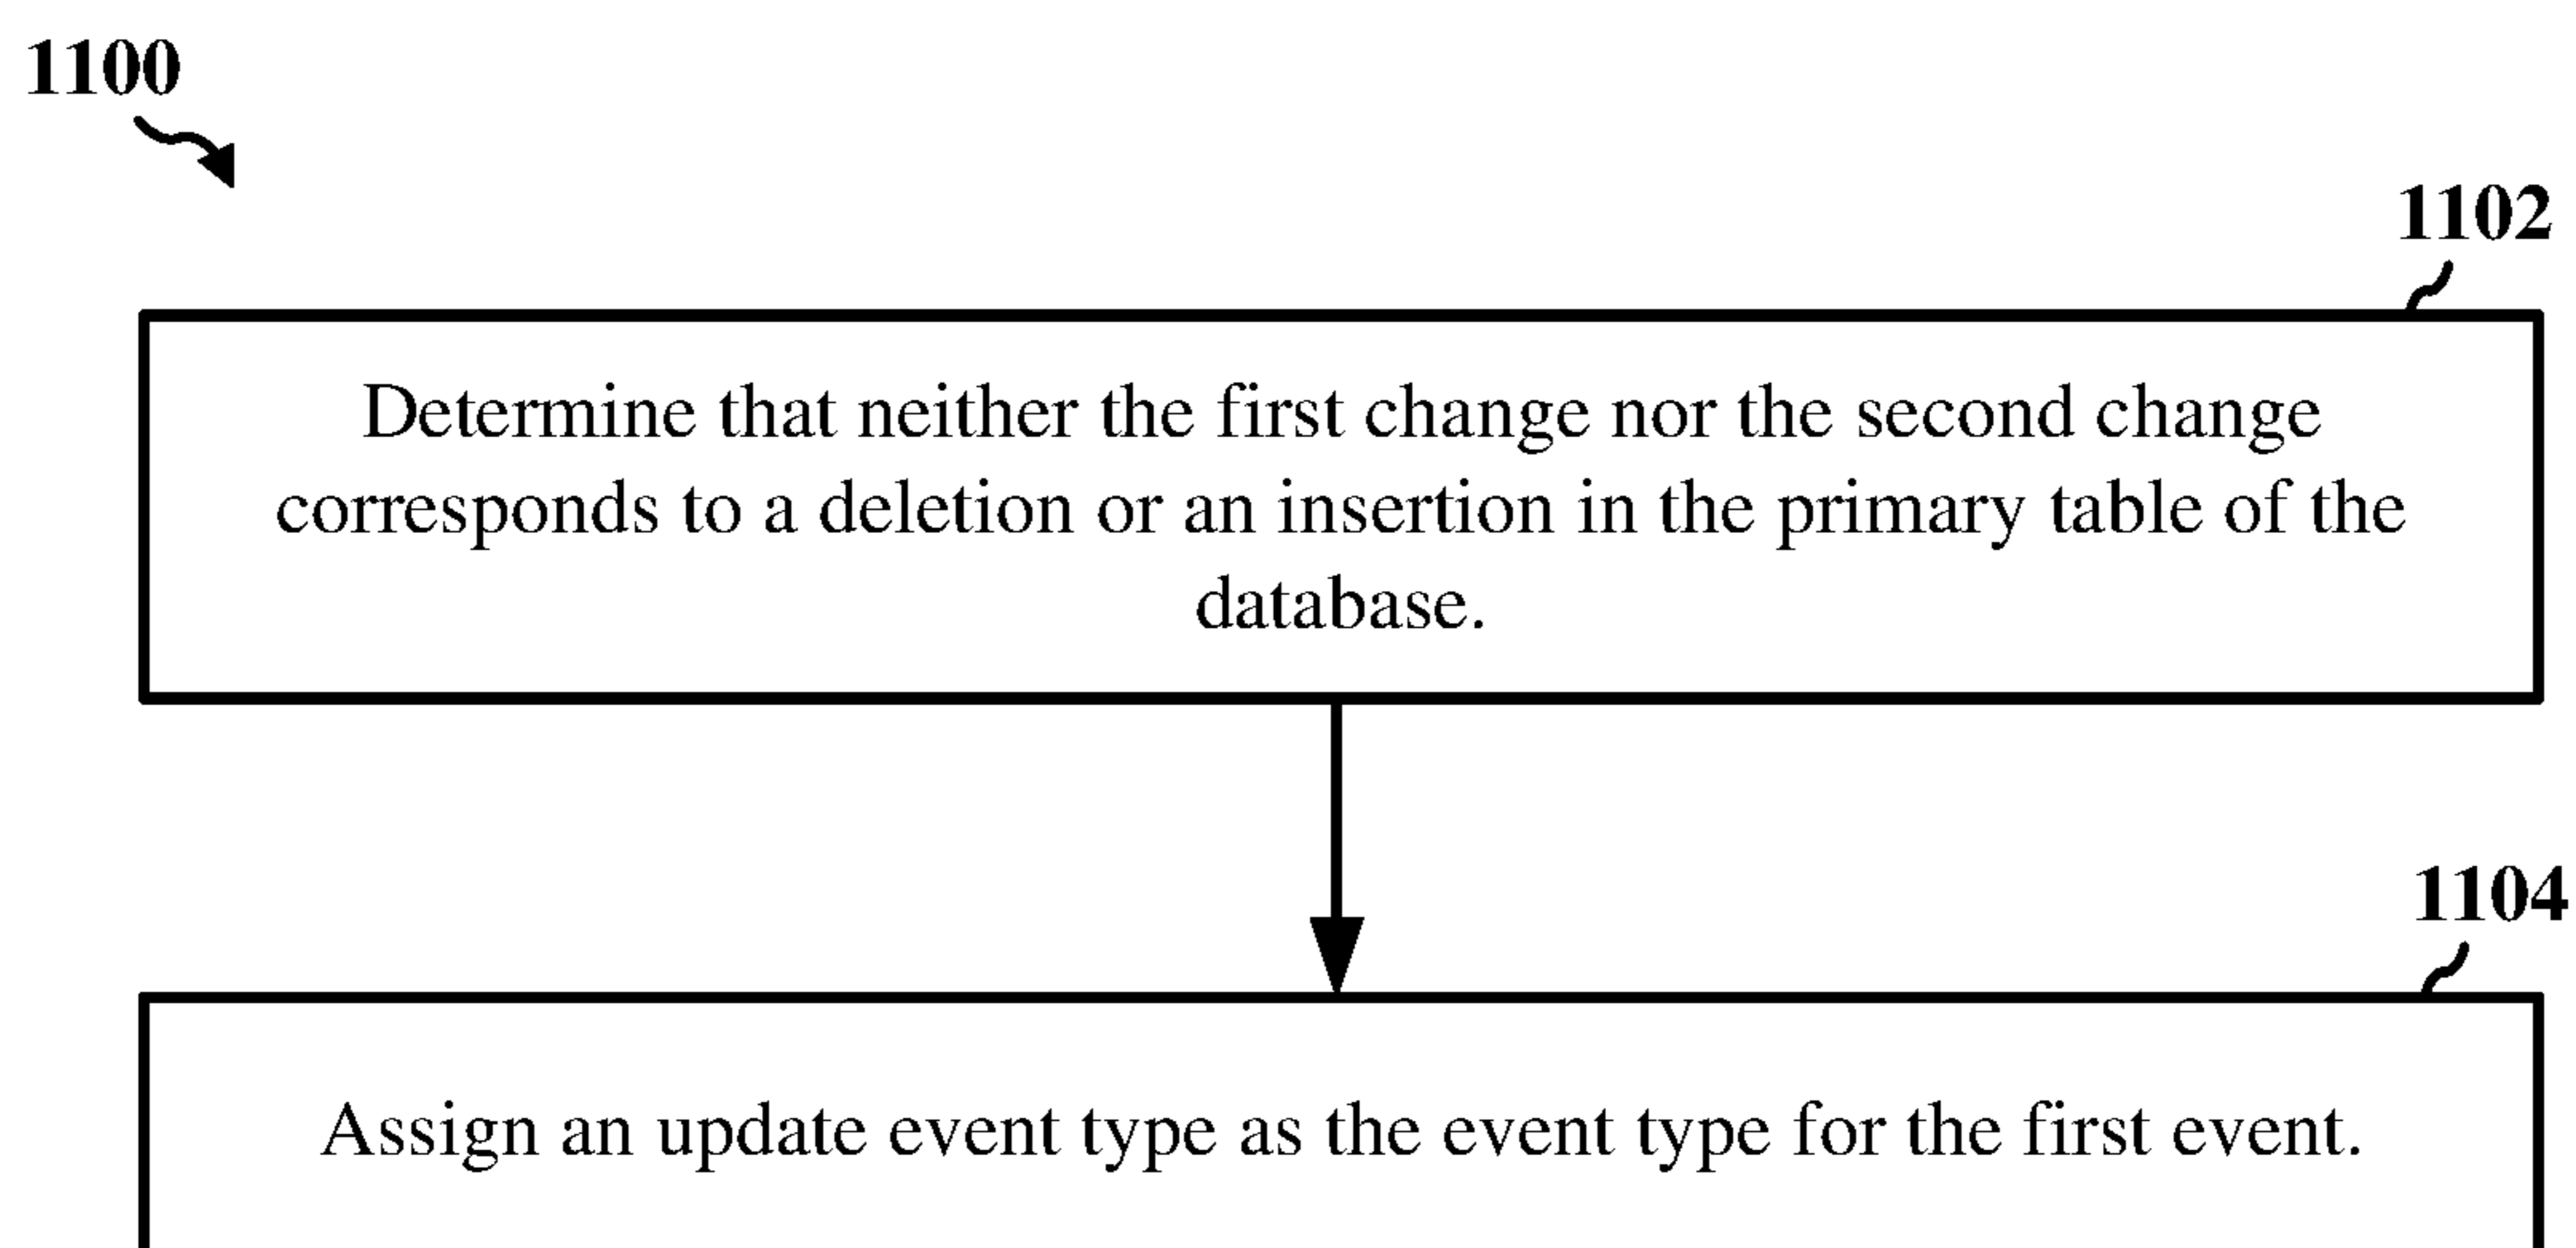 1100
1102
Determine that neither the first change nor the second change
corresponds to a deletion or an insertion in the primary table of the
database.
1104
Assign an update event type as the event type for the first event.